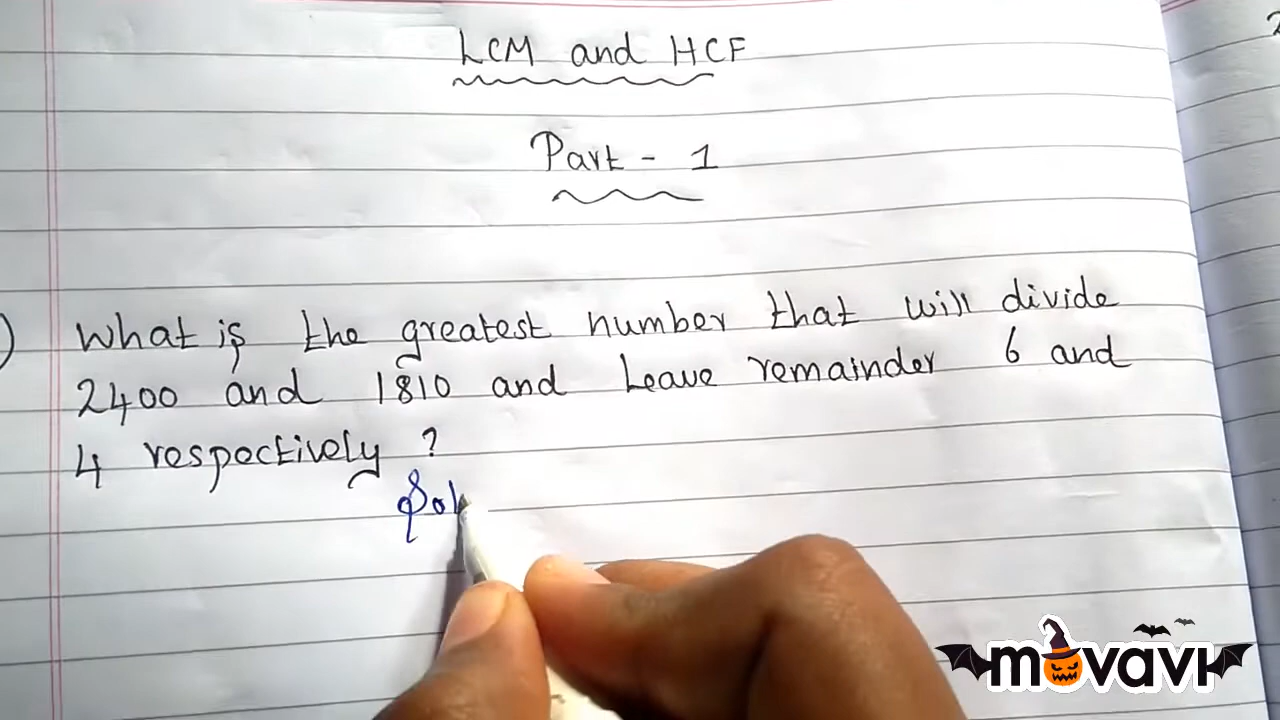 LCM and HCF
Part - 1
) What is the greatest number that will divide
2400 and 1810 and Leave remainder 6 and
4 respectively ?
Sol
movavi